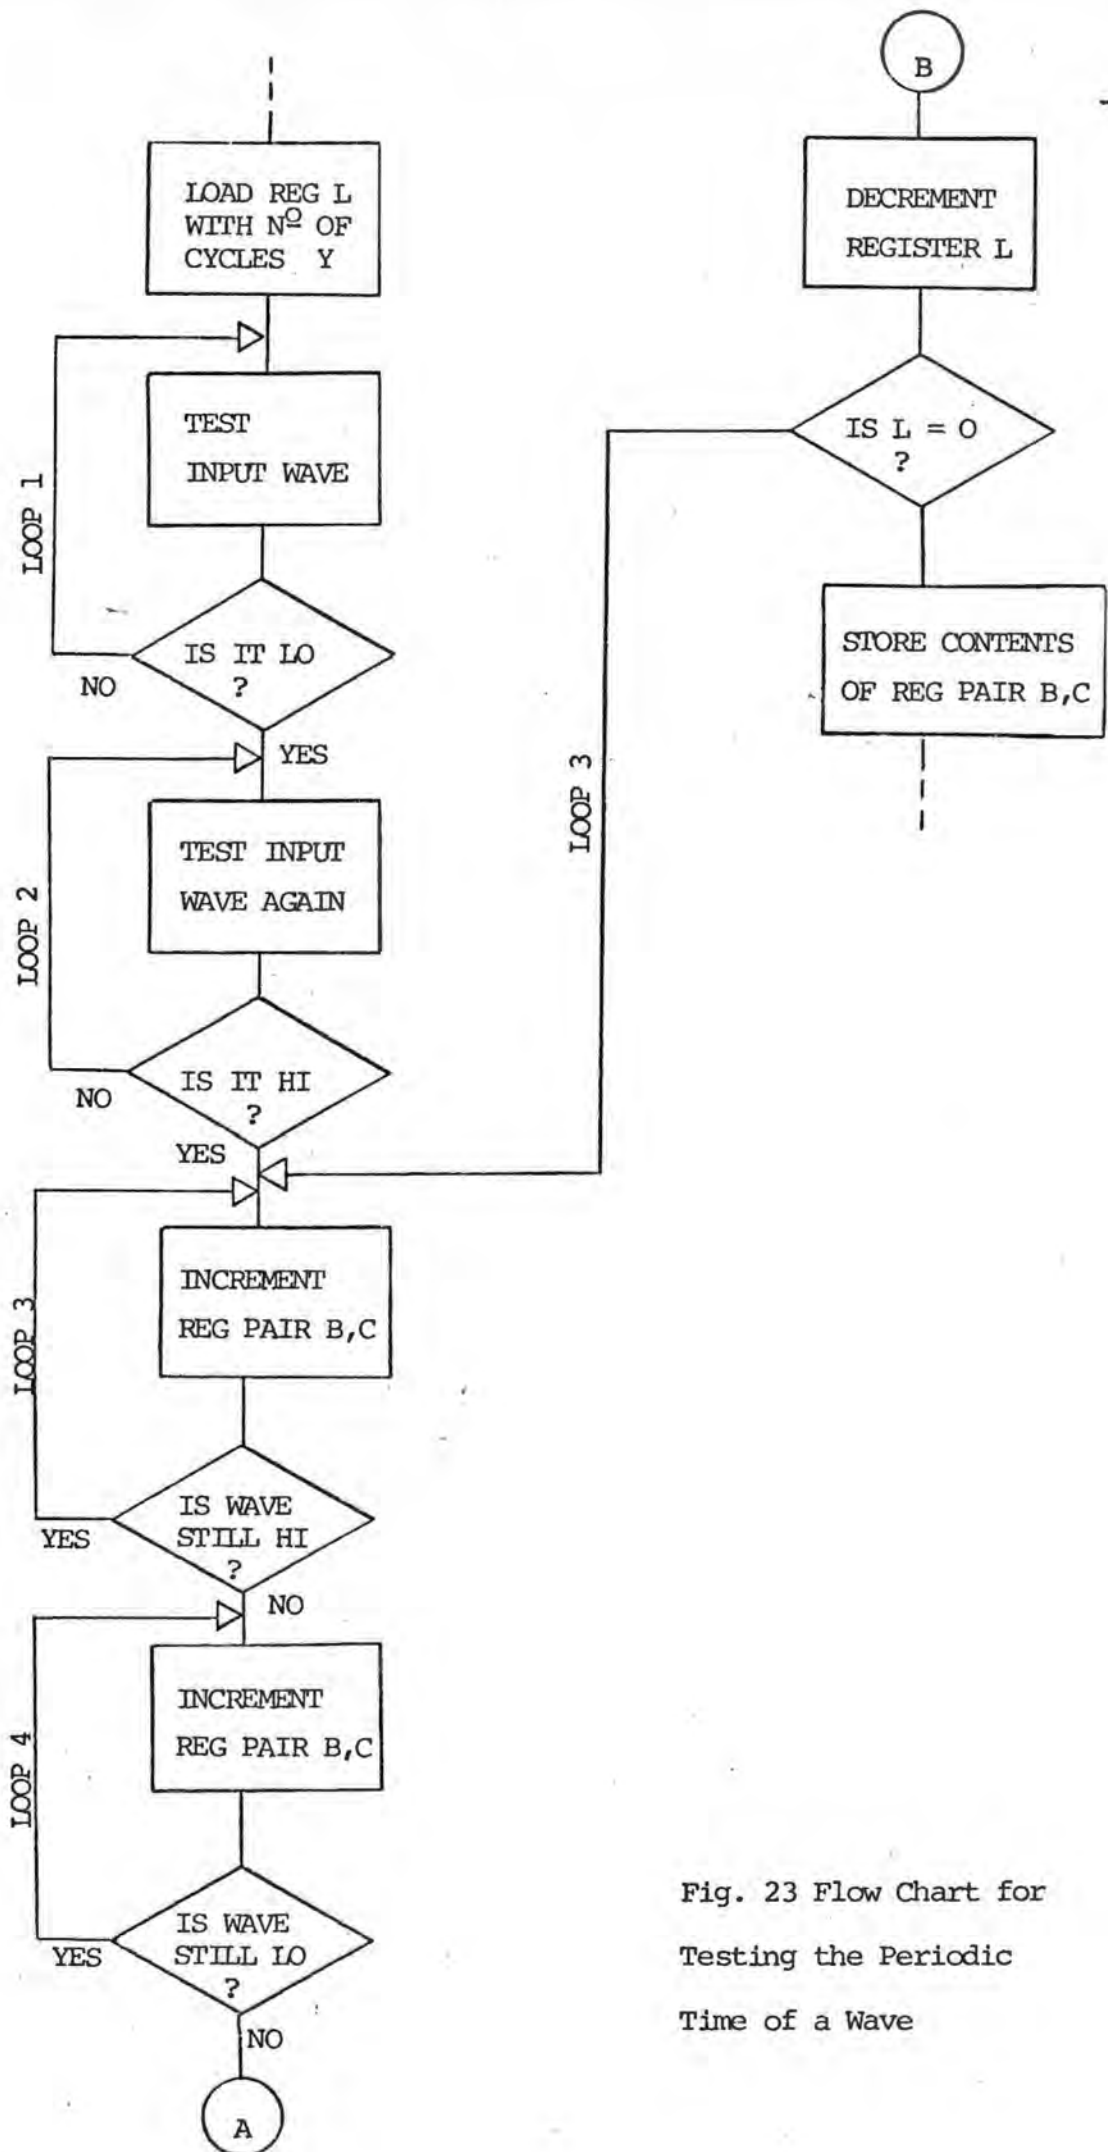 LOAD REG L
WITH Nº OF
CYCLES Y
LOOP 1
TEST
INPUT WAVE
IS IT LO
?
NO
YES
LOOP 2
TEST INPUT
WAVE AGAIN
IS IT HI
?
NO
YES
LOOP 3
INCREMENT
REG PAIR B,C
IS WAVE
STILL HI
?
YES
NO
LOOP 4
INCREMENT
REG PAIR B,C
IS WAVE
STILL LO
?
YES
NO
A
B
DECREMENT
REGISTER L
IS L = O
?
LOOP 3
STORE CONTENTS
OF REG PAIR B,C
Fig. 23 Flow Chart for
Testing the Periodic
Time of a Wave